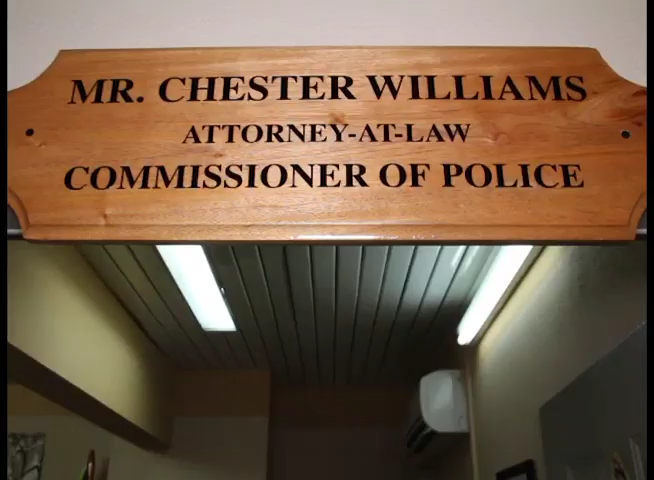 MR. CHESTER WILLIAMS
ATTORNEY-AT-LAW
COMMISSIONER OF POLICE